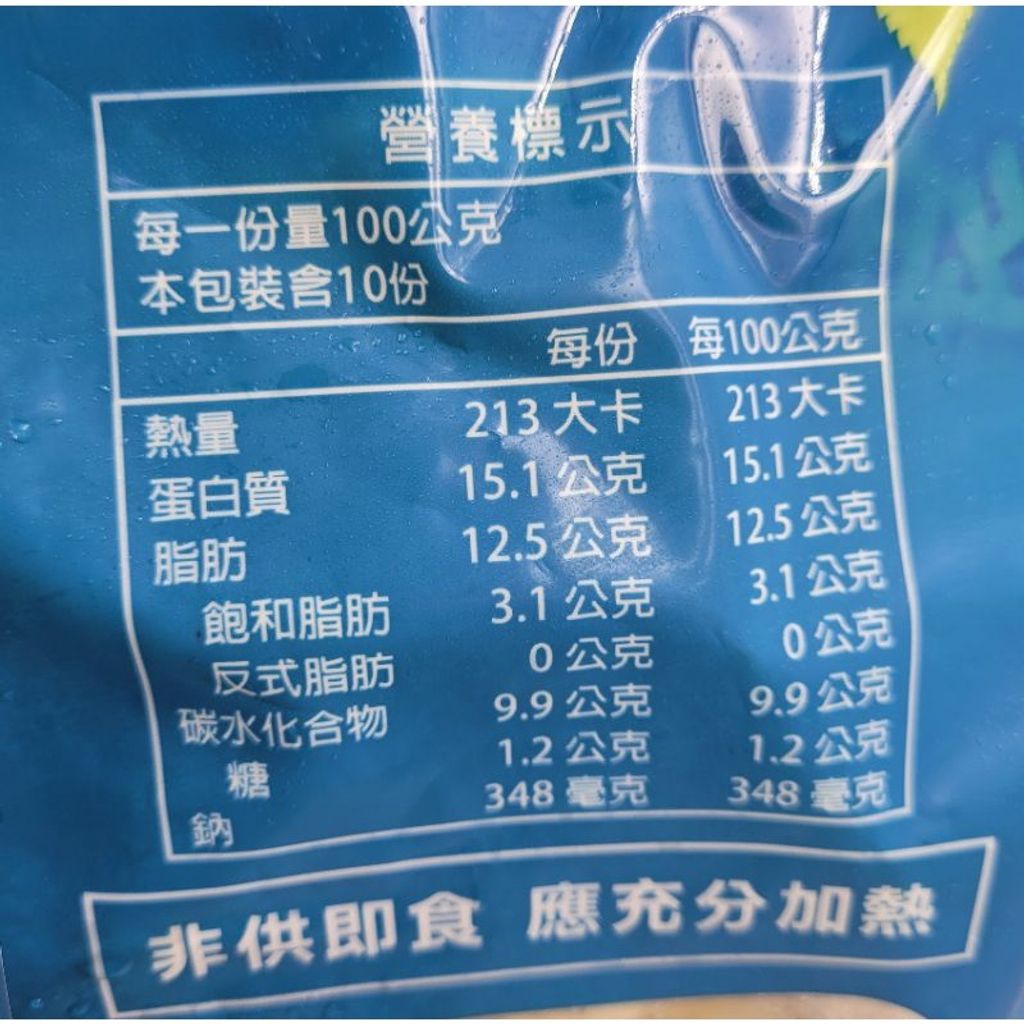 營養標示
每一份量100公克
本包裝含10份
每份 每100公克
熱量 213 大卡 213 大卡
蛋白質 15.1 公克 15.1 公克
脂肪 12.5 公克 12.5 公克
飽和脂肪 3.1 公克 3.1 公克
反式脂肪 0 公克 0 公克
碳水化合物 9.9 公克 9.9 公克
糖 1.2 公克 1.2 公克
鈉 348 毫克 348 毫克
非供即食 應充分加熱